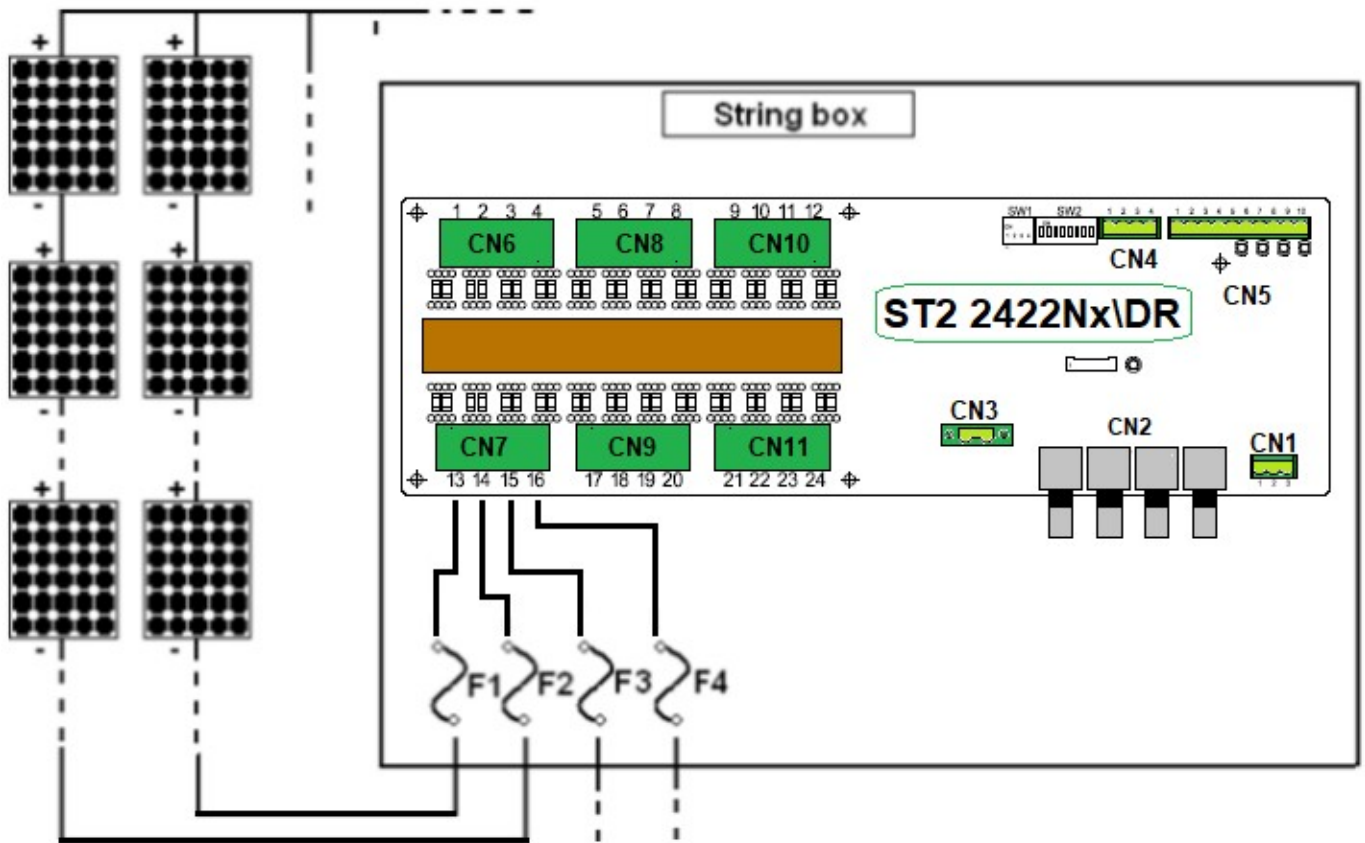 + +
String box
1 2 3 4 5 6 7 8 9 10 11 12
SW1 SW2 1 2 3 4 1 2 3 4 5 6 7 8 9 10
CN6 CN8 CN10
CN4
CN5
- -
+ +
ST2 2422Nx\DR
- -
CN3
CN2
CN1
CN7 CN9 CN11
1 2 3
13 14 15 16 17 18 19 20 21 22 23 24
+ +
- -
F1 F2 F3 F4